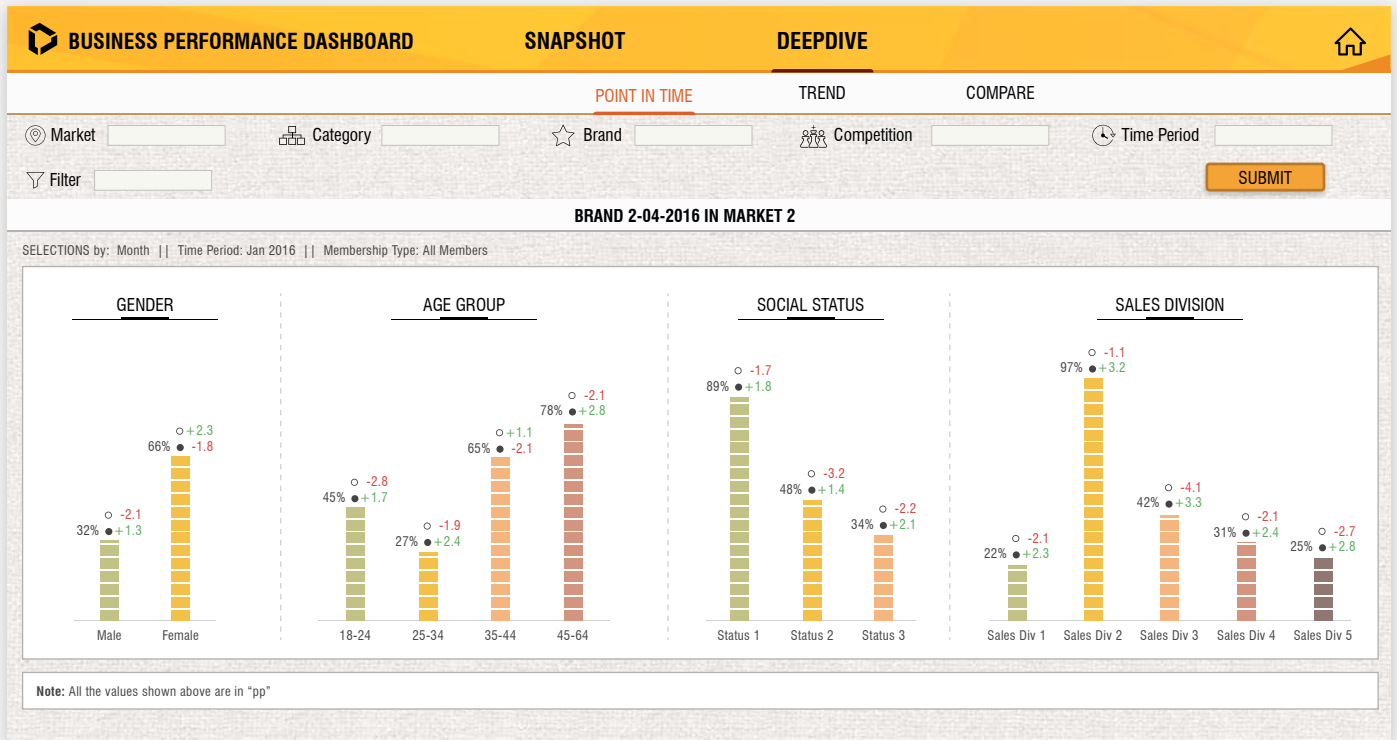 BUSINESS PERFORMANCE DASHBOARD SNAPSHOT DEEPDIVE
POINT IN TIME TREND COMPARE
Market Category Brand Competition Time Period
Filter SUBMIT
BRAND 2-04-2016 IN MARKET 2
SELECTIONS by: Month || Time Period: Jan 2016 || Membership Type: All Members
GENDER
-2.1
32% +1.3
+2.3
66% -1.8
Male Female
AGE GROUP
-2.8
45% +1.7
-1.9
27% +2.4
+1.1
65% -2.1
-2.1
78% +2.8
18-24 25-34 35-44 45-64
SOCIAL STATUS
-1.7
89% +1.8
-3.2
48% +1.4
-2.2
34% +2.1
Status 1 Status 2 Status 3
SALES DIVISION
-2.1
22% +2.3
-1.1
97% +3.2
-4.1
42% +3.3
-2.1
31% +2.4
-2.7
25% +2.8
Sales Div 1 Sales Div 2 Sales Div 3 Sales Div 4 Sales Div 5
Note: All the values shown above are in “pp”